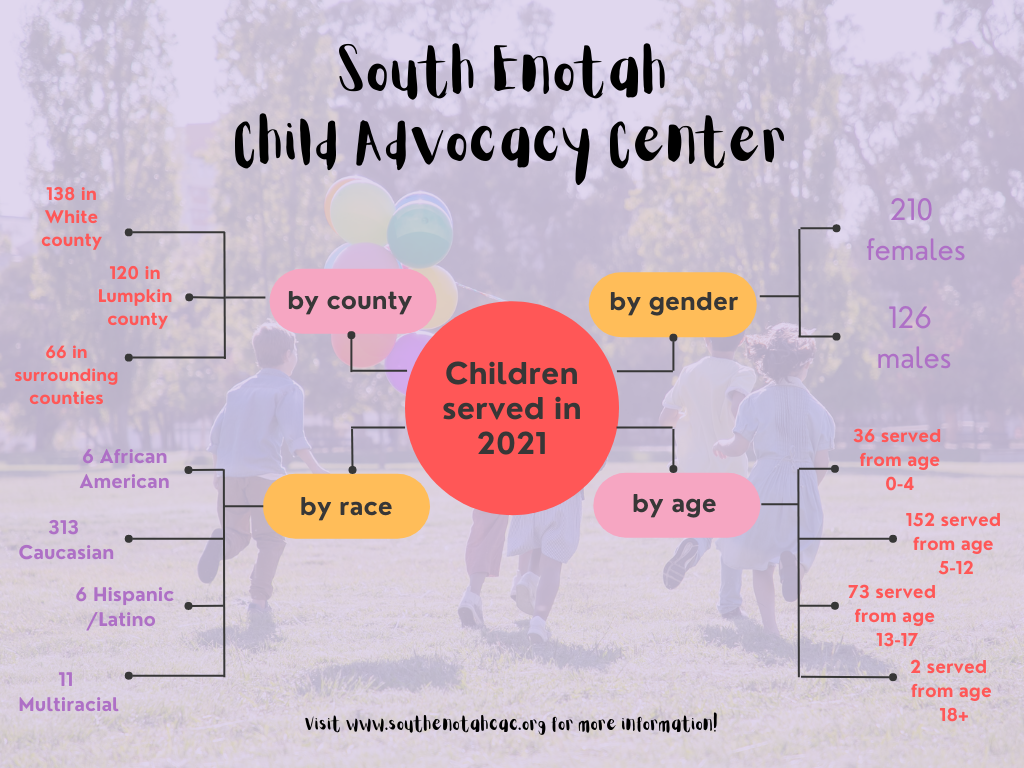 South Enotah
Child Advocacy Center
138 in
White
county
120 in
Lumpkin
county
66 in
surrounding
counties
by county
by gender
210
females
126
males
Children
served in
2021
6 African
American
313
Caucasian
6 Hispanic
/Latino
11
Multiracial
by race
by age
36 served
from age
0-4
152 served
from age
5-12
73 served
from age
13-17
2 served
from age
18+
Visit www.southenotahcac.org for more information!